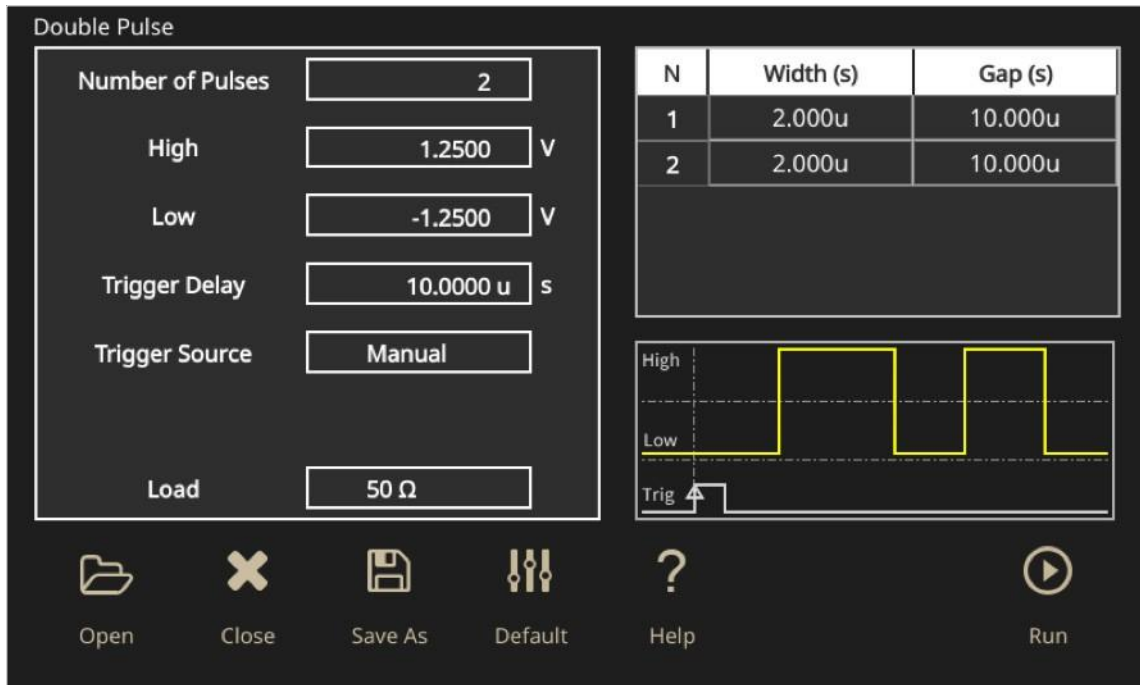 Double Pulse
Number of Pulses 2
High 1.2500 V
Low -1.2500 V
Trigger Delay 10.0000 u s
Trigger Source Manual
Load 50 Ω
N Width (s) Gap (s)
1 2.000u 10.000u
2 2.000u 10.000u
High
Low
Trig
Open Close Save As Default Help Run